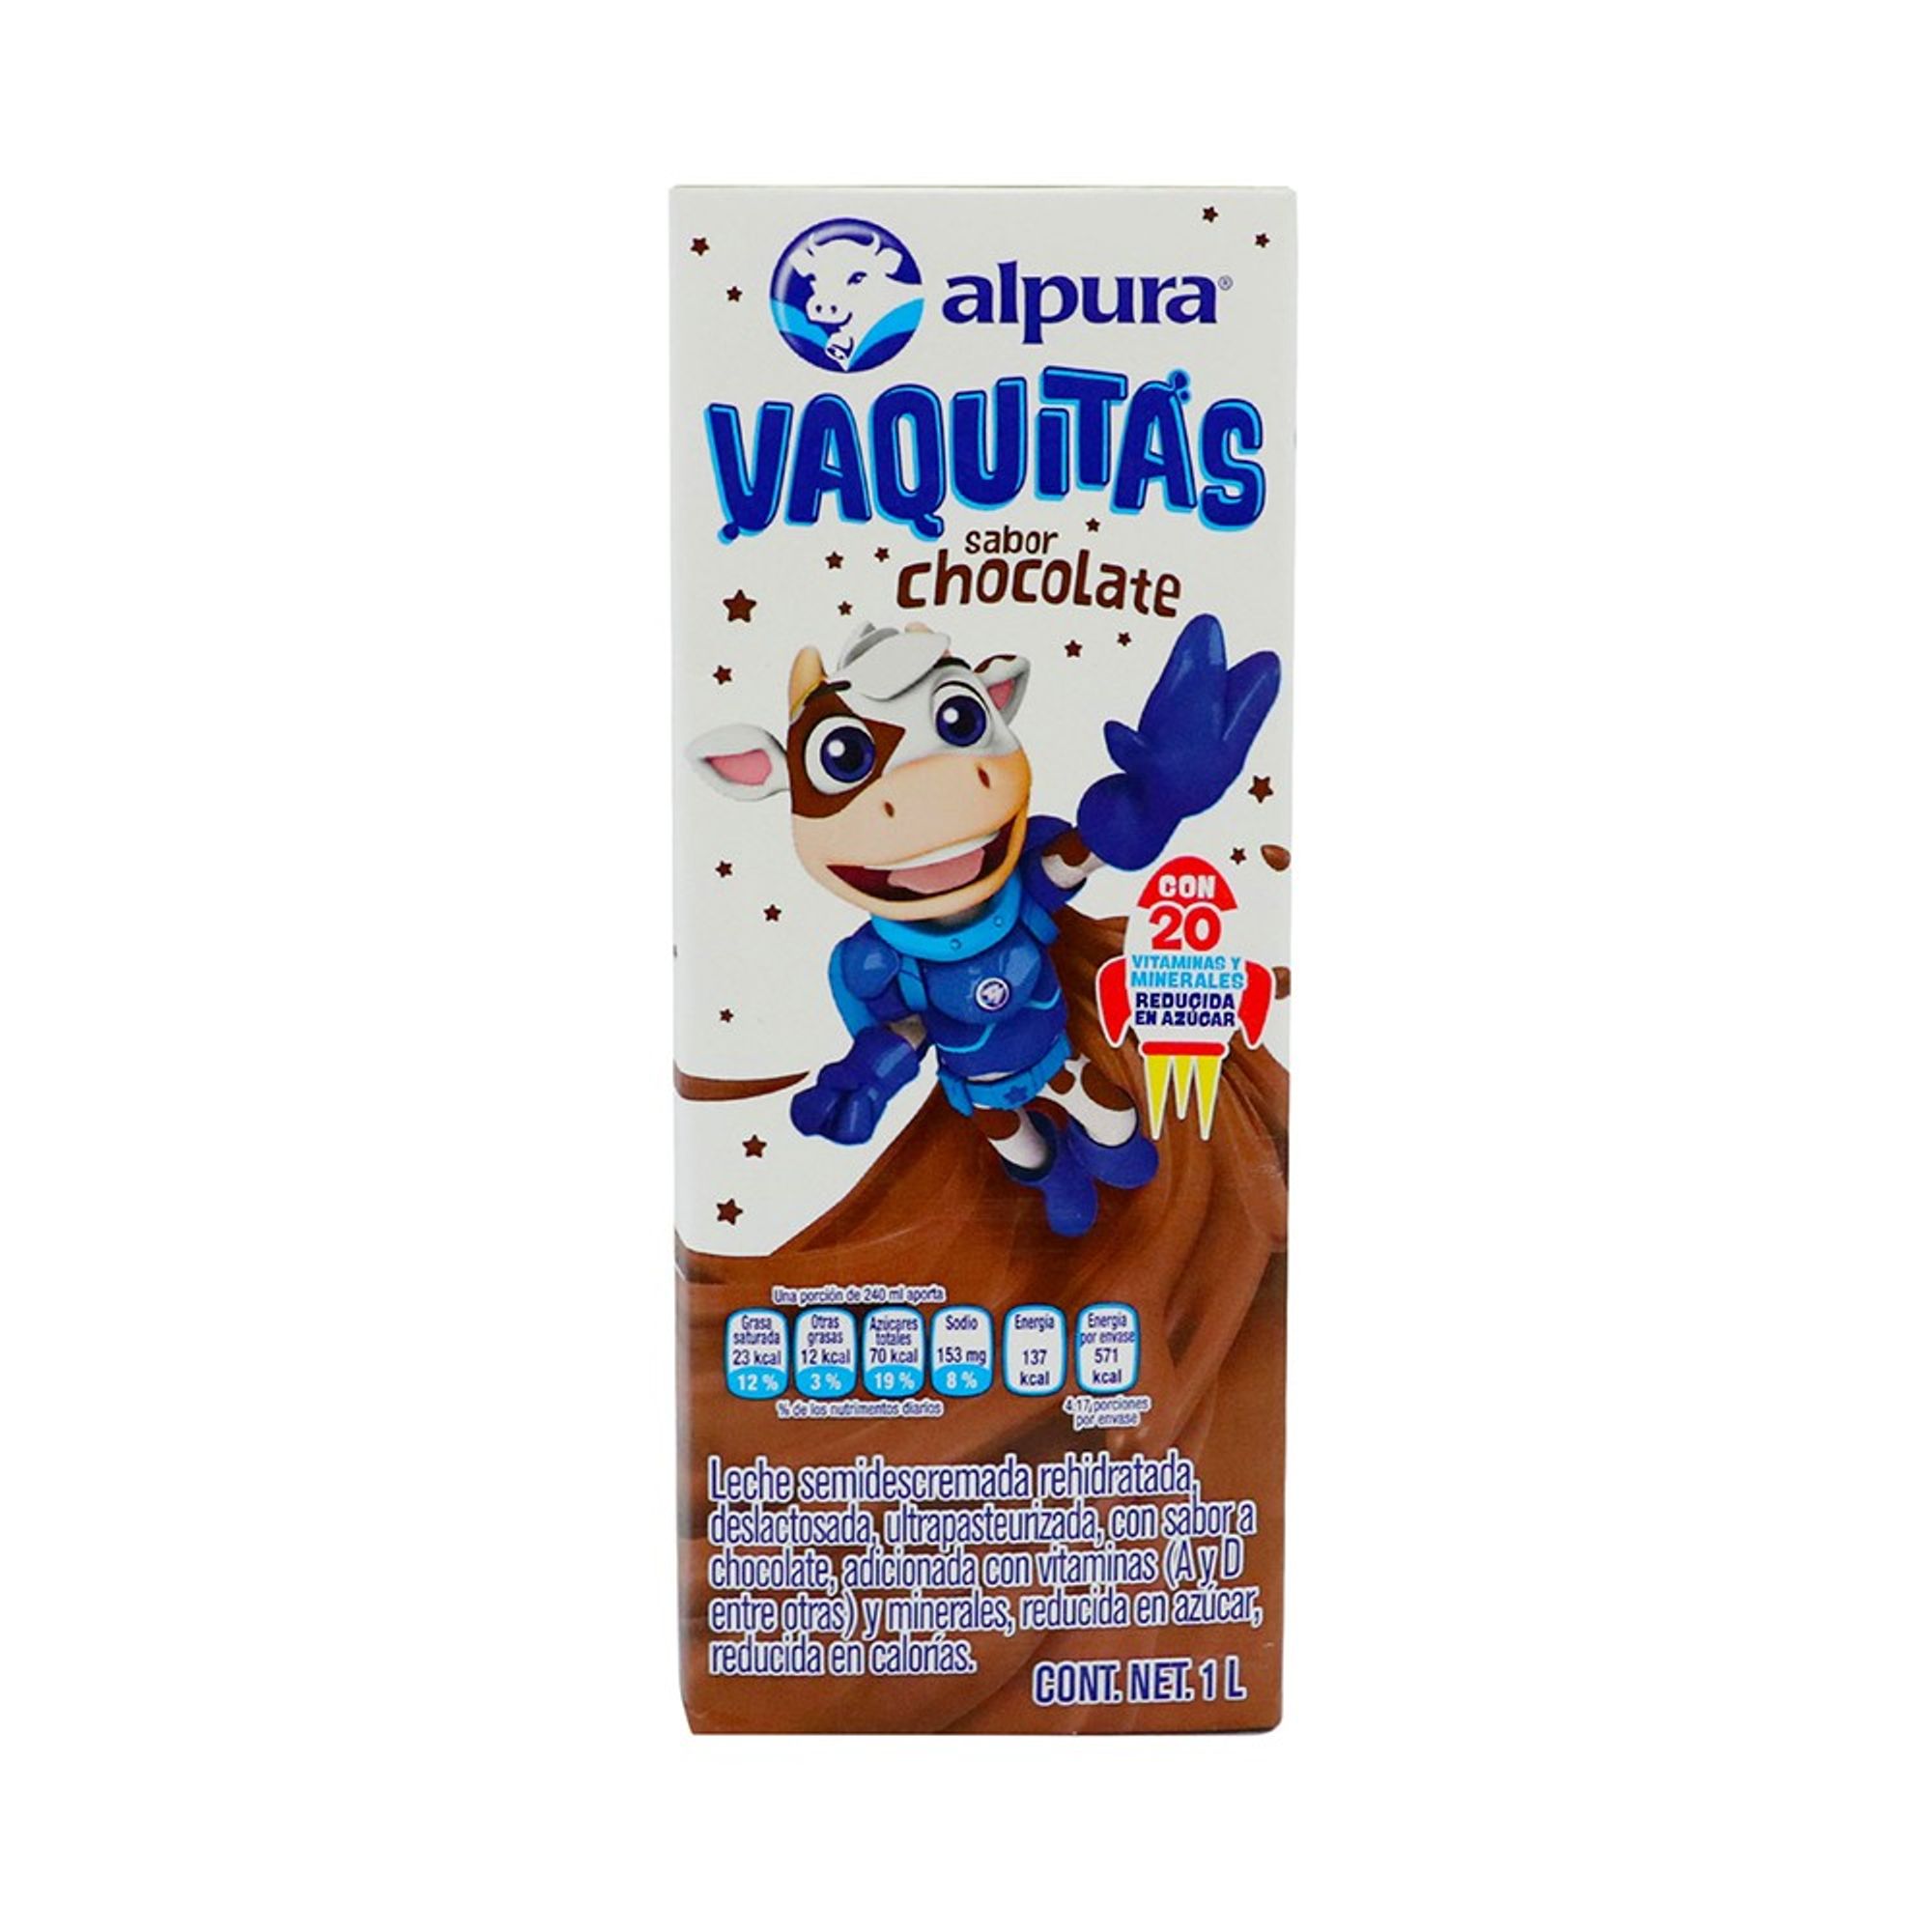 alpura®
VAQUITAS
sabor
chocolate
CON
20
VITAMINAS Y
MINERALES
REDUCIDA
EN AZÚCAR
Una porción de 240 ml aporta
Grasa saturada 23 kcal 12 %
Otras grasas 12 kcal 3 %
Azúcares totales 70 kcal 19 %
Sodio 153 mg 8 %
Energía 137 kcal
Energía por envase 571 kcal
% de los nutrimentos diarios
4.17 porciones
por envase
Leche semidescremada rehidratada,
deslactosada, ultrapasteurizada, con sabor a
chocolate, adicionada con vitaminas (A y D
entre otras) y minerales, reducida en azúcar,
reducida en calorías.
CONT. NET. 1 L